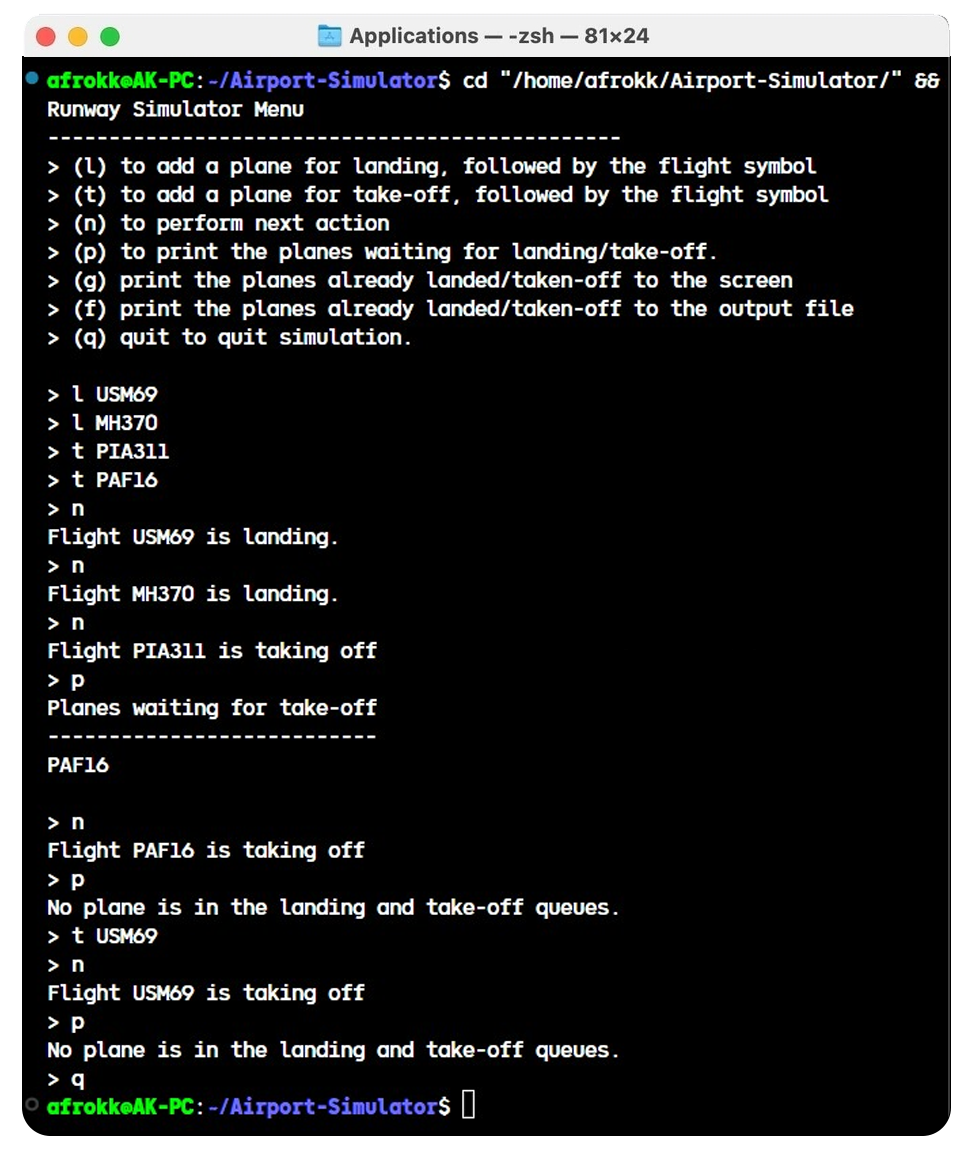 Applications — -zsh — 81×24
afrokk@AK-PC:~/Airport-Simulator$ cd "/home/afrokk/Airport-Simulator/" &&
Runway Simulator Menu
-----------------------------------------------
> (l) to add a plane for landing, followed by the flight symbol
> (t) to add a plane for take-off, followed by the flight symbol
> (n) to perform next action
> (p) to print the planes waiting for landing/take-off.
> (g) print the planes already landed/taken-off to the screen
> (f) print the planes already landed/taken-off to the output file
> (q) quit to quit simulation.
> l USM69
> l MH370
> t PIA311
> t PAF16
> n
Flight USM69 is landing.
> n
Flight MH370 is landing.
> n
Flight PIA311 is taking off
> p
Planes waiting for take-off
---------------------------
PAF16
> n
Flight PAF16 is taking off
> p
No plane is in the landing and take-off queues.
> t USM69
> n
Flight USM69 is taking off
> p
No plane is in the landing and take-off queues.
> q
afrokk@AK-PC:~/Airport-Simulator$